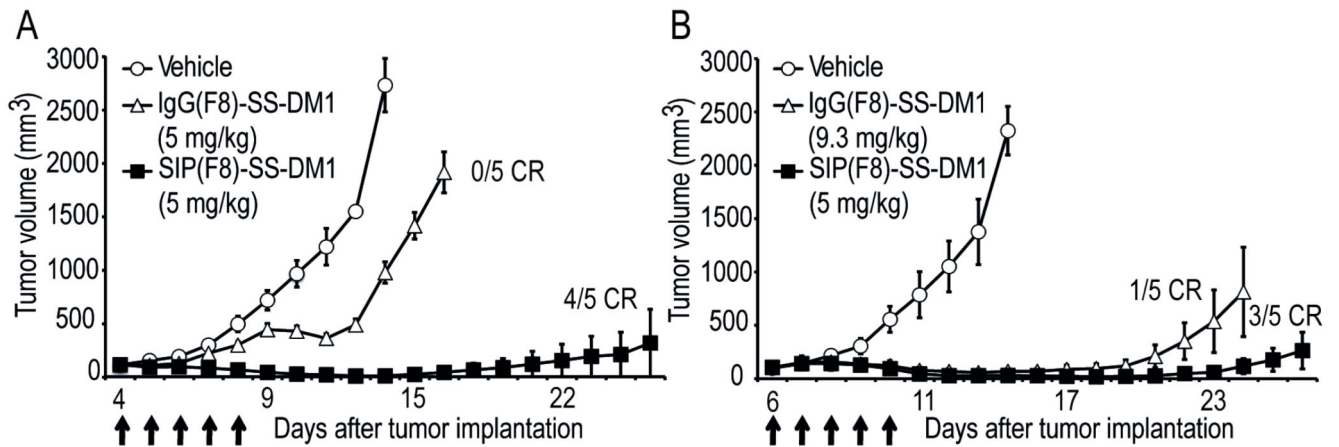 A
Tumor volume (mm3)
3000
2500
2000
1500
1000
500
0
Vehicle
IgG(F8)-SS-DM1
(5 mg/kg)
SIP(F8)-SS-DM1
(5 mg/kg)
0/5 CR
4/5 CR
4
9
15
22
Days after tumor implantation
B
Tumor volume (mm3)
3000
2500
2000
1500
1000
500
0
Vehicle
IgG(F8)-SS-DM1
(9.3 mg/kg)
SIP(F8)-SS-DM1
(5 mg/kg)
1/5 CR
3/5 CR
6
11
17
23
Days after tumor implantation